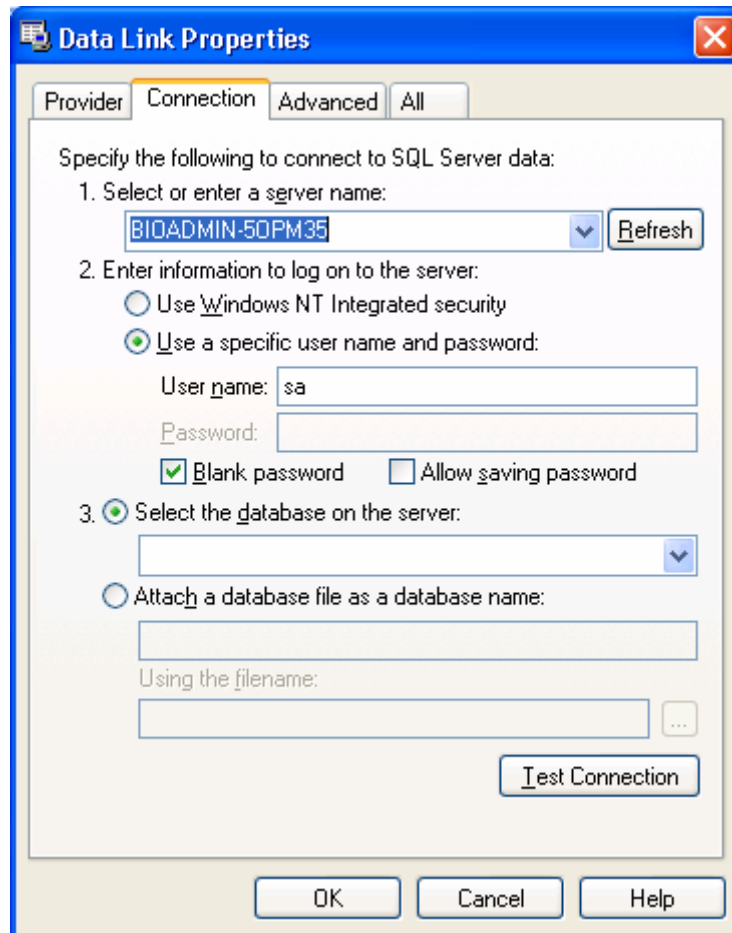 Data Link Properties
Provider Connection Advanced All
Specify the following to connect to SQL Server data:
1. Select or enter a server name:
BIOADMIN-5OPM35 Refresh
2. Enter information to log on to the server:
Use Windows NT Integrated security
Use a specific user name and password:
User name: sa
Password:
Blank password Allow saving password
3. Select the database on the server:
Attach a database file as a database name:
Using the filename:
...
Test Connection
OK Cancel Help